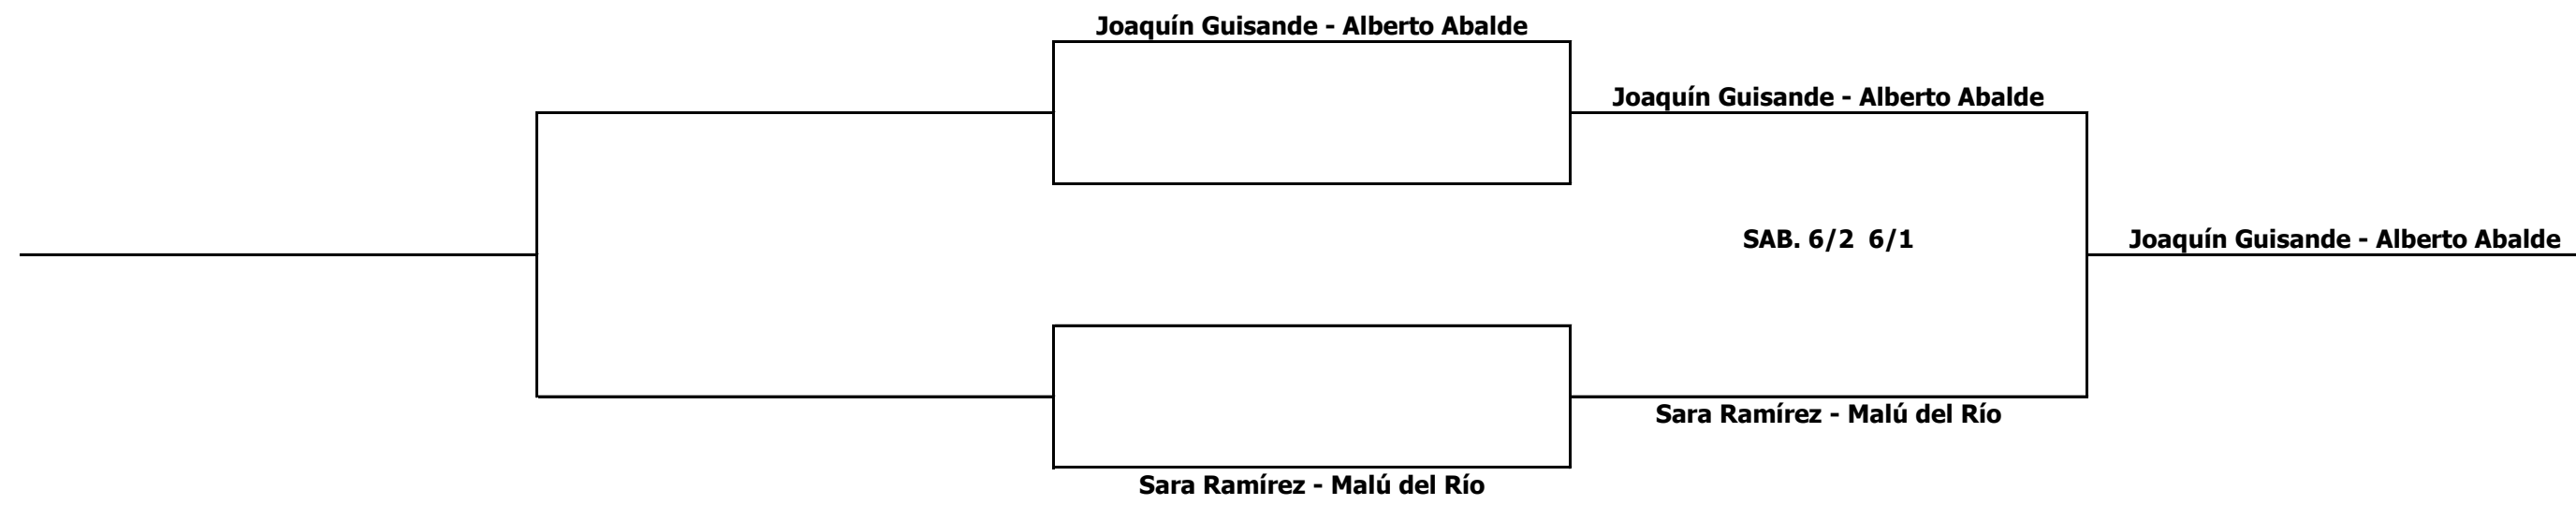 Joaquín Guisande - Alberto Abalde
Joaquín Guisande - Alberto Abalde
SAB. 6/2  6/1
Joaquín Guisande - Alberto Abalde
Sara Ramírez - Malú del Río
Sara Ramírez - Malú del Río